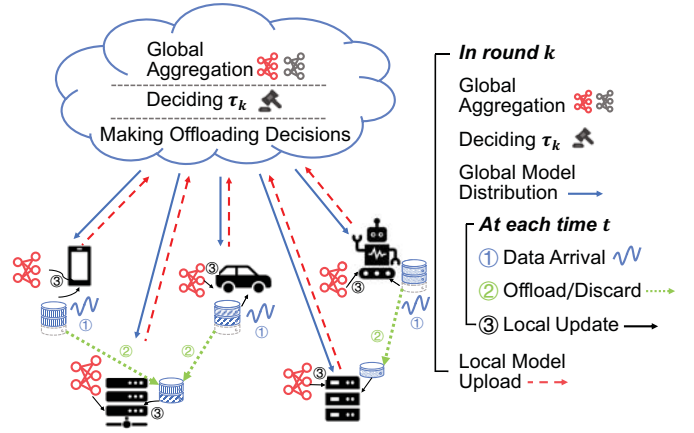 Global
Aggregation
Deciding τ_k
Making Offloading Decisions
③
①
②
③
①
②
③
①
②
③
③
In round k
Global
Aggregation
Deciding τ_k
Global Model
Distribution
At each time t
① Data Arrival
② Offload/Discard
③ Local Update
Local Model
Upload